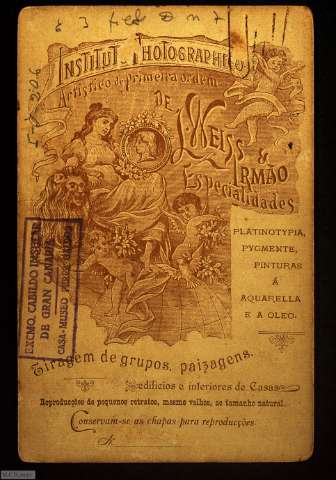 INSTITUT PHOTOGRAPHICO
Artistico de primeira ordem
DE
L. WEISS &
IRMÃO
Especialidades
PLATINOTYPIA,
PYGMENTE,
PINTURAS
Á
AQUARELLA
E A OLEO.
EXCMO. CABILDO INSULAR
DE GRAN CANARIA
CASA-MUSEO PEREZ GALDOS
Tiragem de grupos, paizagens,
edificios e interiores de Casas
Reproducções de pequenos retratos, mesmo velhos, ao tamanho natural.
Conservam-se as chapas para reproducções.